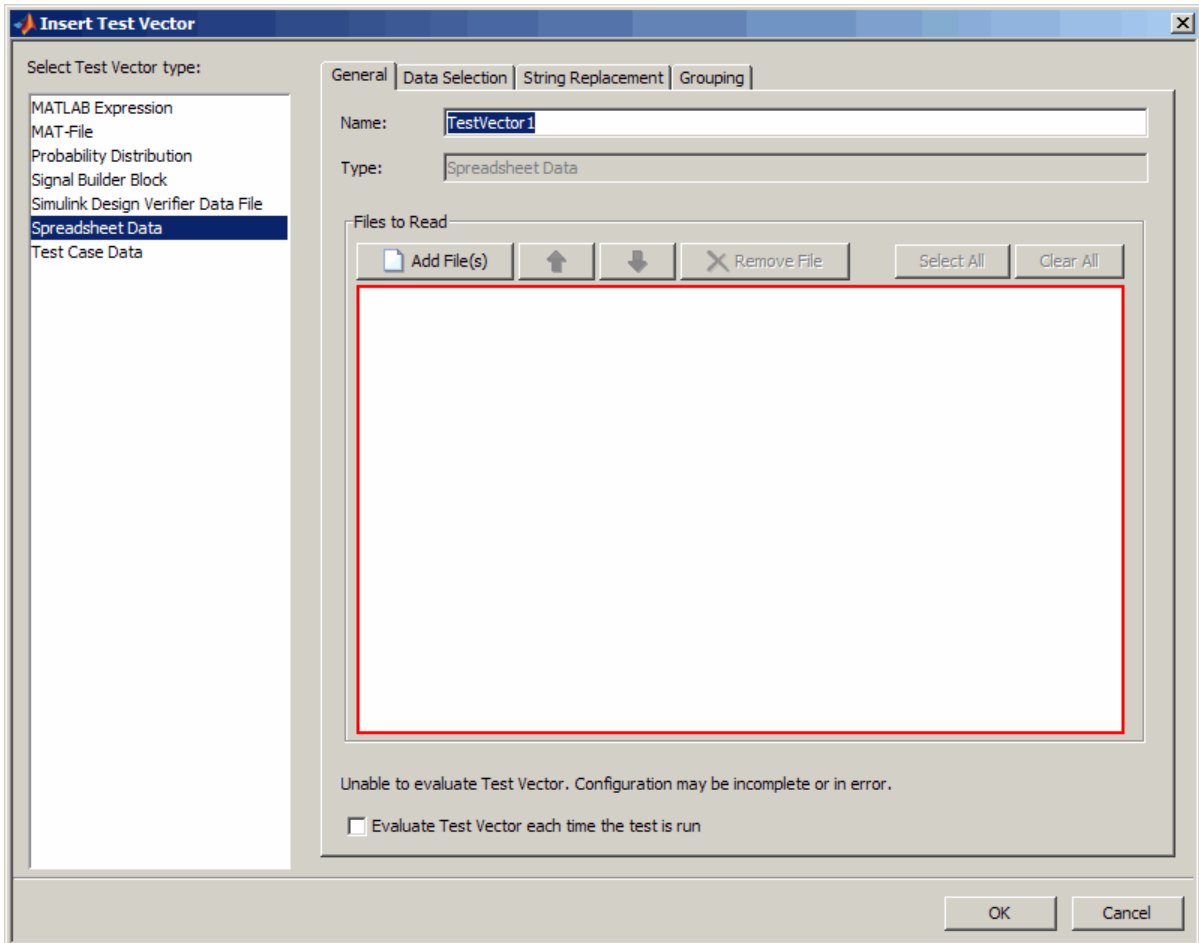 Insert Test Vector
Select Test Vector type:
MATLAB Expression
MAT-File
Probability Distribution
Signal Builder Block
Simulink Design Verifier Data File
Spreadsheet Data
Test Case Data
General Data Selection String Replacement Grouping
Name: TestVector1
Type: Spreadsheet Data
Files to Read
Add File(s) Remove File Select All Clear All
Unable to evaluate Test Vector. Configuration may be incomplete or in error.
Evaluate Test Vector each time the test is run
OK Cancel